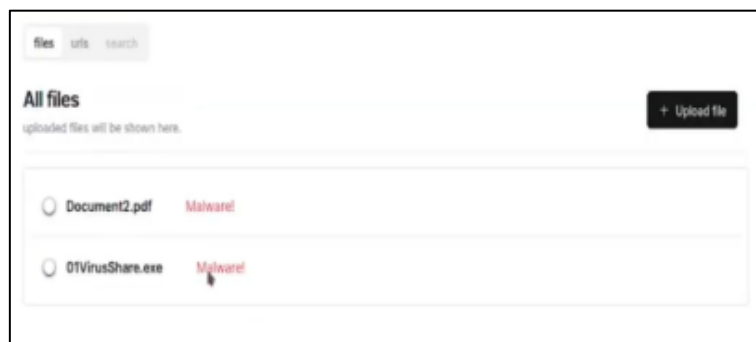 files urls search
All files
+ Upload file
uploaded files will be shown here.
Document2.pdf Malware!
01VirusShare.exe Malware!